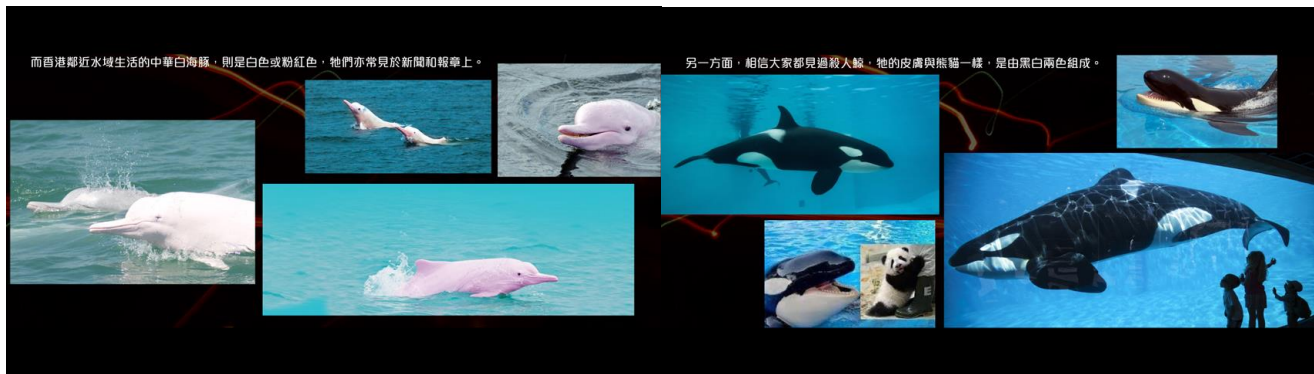 而香港鄰近水域生活的中華白海豚，則是白色或粉紅色，牠們亦常見於新聞和報章上。
另一方面，相信大家都見過殺人鯨，牠的皮膚與熊貓一樣，是由黑白兩色組成。